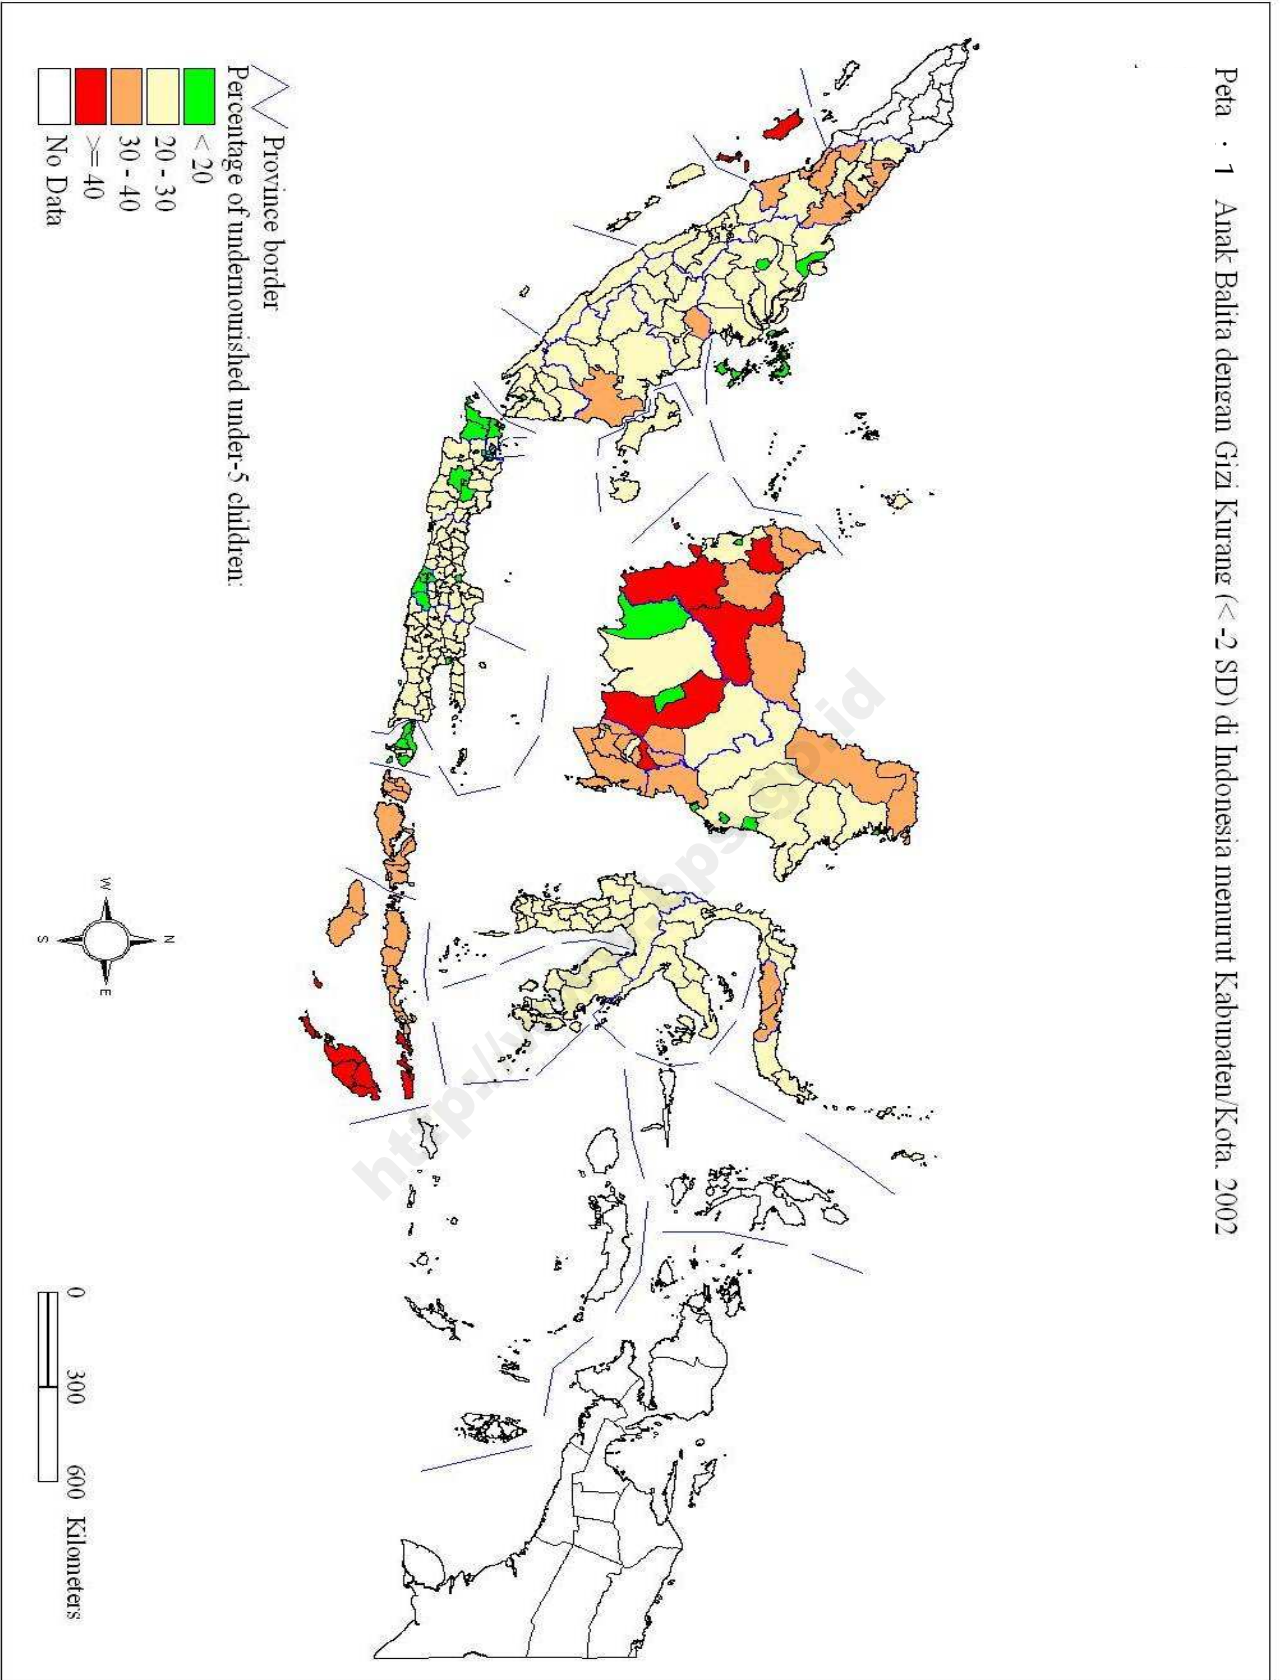 Peta : 1 Anak Balita dengan Gizi Kurang (< -2 SD) di Indonesia menurut Kabupaten/Kota. 2002
Province border
Percentage of undernourished under-5 children:
< 20
20 - 30
30 - 40
>= 40
No Data
N
W
E
S
0 300 600 Kilometers